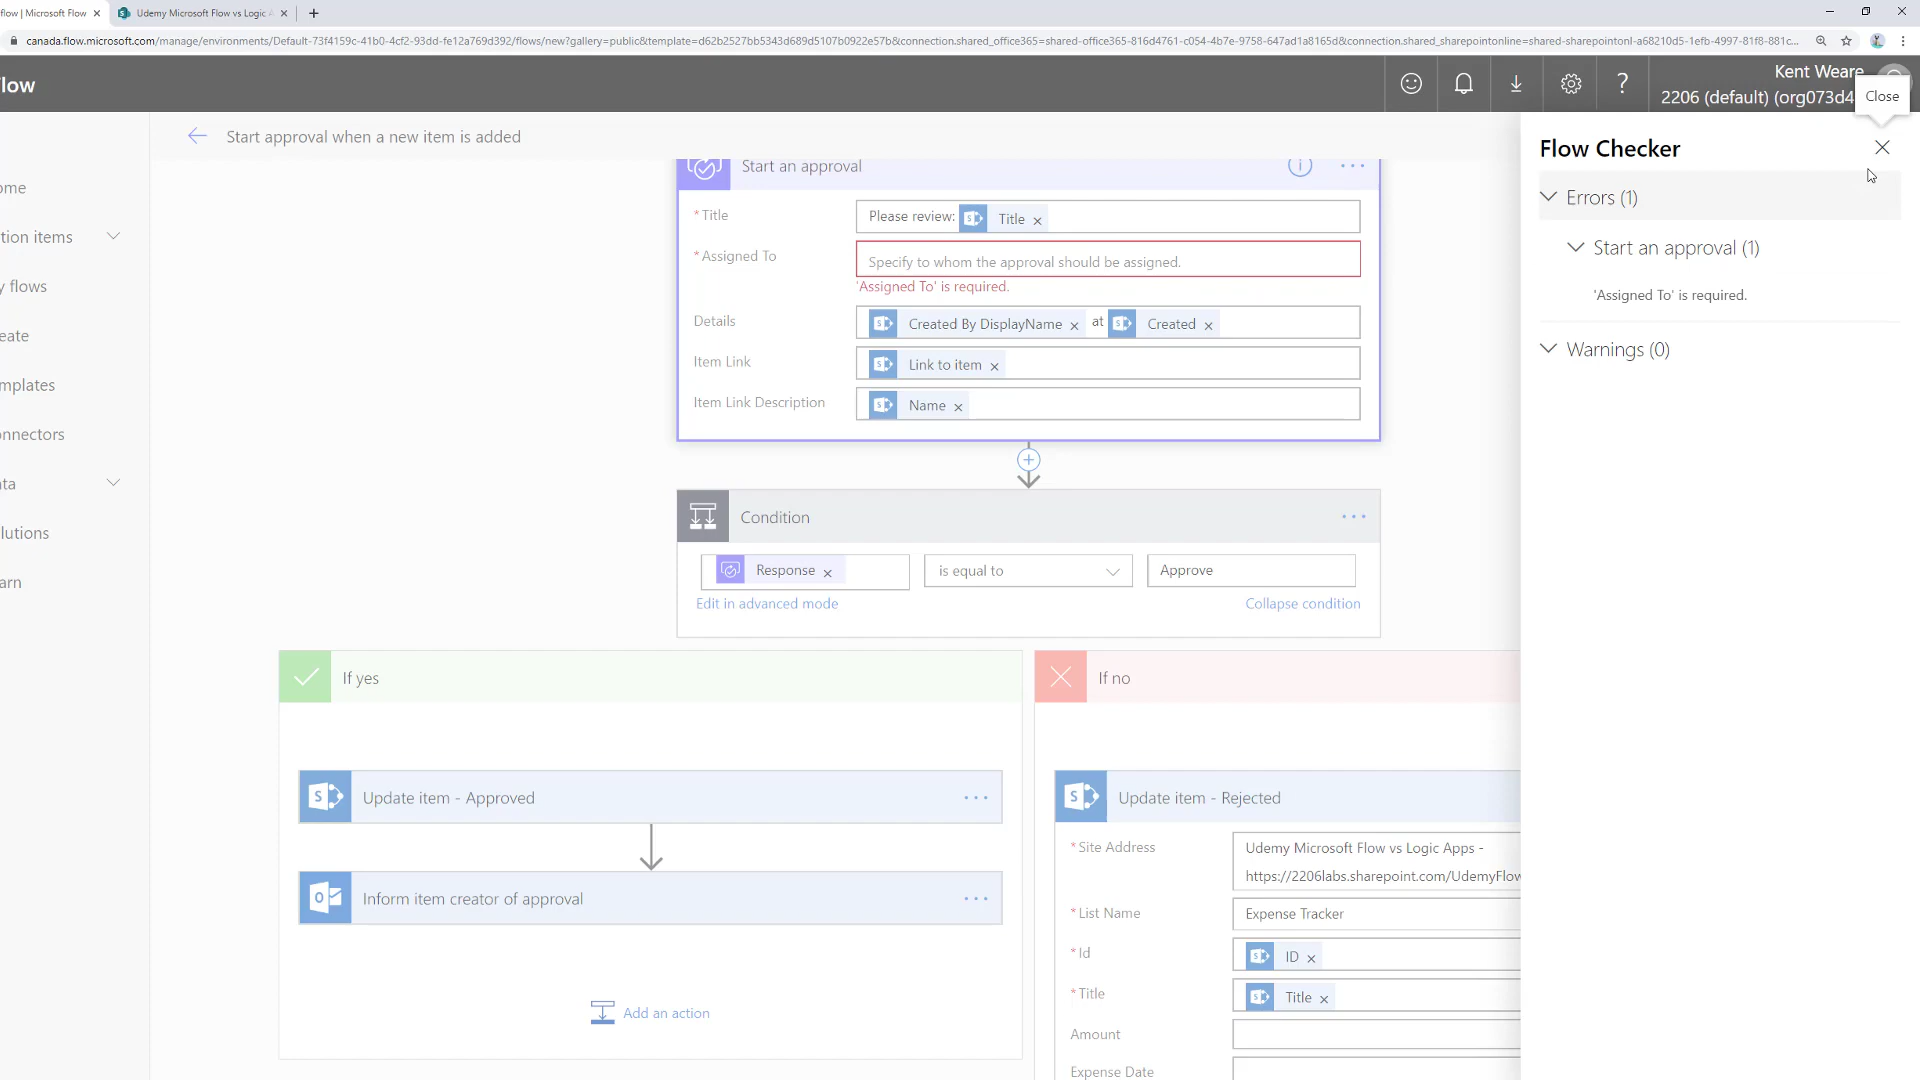 flow | Microsoft Flow
Udemy Microsoft Flow vs Logic A
canada.flow.microsoft.com/manage/environments/Default-73f4159c-41b0-4cf2-93dd-fe12a769d392/flows/new?gallery=public&template=d62b2527bb5343d689d5107b0922e57b&connection.shared_office365=shared-office365-816d4761-c054-4b7e-9758-647ad1a8165d&connection.shared_sharepointonline=shared-sharepointonl-a68210d5-1efb-4997-81f8-881c...
low
?
Kent Weare
2206 (default) (org073d4
Close
Start approval when a new item is added
Flow Checker
Errors (1)
Start an approval (1)
'Assigned To' is required.
Warnings (0)
ome
tion items
y flows
eate
mplates
onnectors
ata
lutions
arn
Start an approval
* Title
Please review: Title ×
* Assigned To
Specify to whom the approval should be assigned.
'Assigned To' is required.
Details
Created By DisplayName × at Created ×
Item Link
Link to item ×
Item Link Description
Name ×
Condition
Response ×
is equal to
Approve
Edit in advanced mode
Collapse condition
If yes
Update item - Approved
Inform item creator of approval
Add an action
If no
Update item - Rejected
* Site Address
Udemy Microsoft Flow vs Logic Apps -
https://2206labs.sharepoint.com/UdemyFlow
* List Name
Expense Tracker
* Id
ID ×
* Title
Title ×
Amount
Expense Date